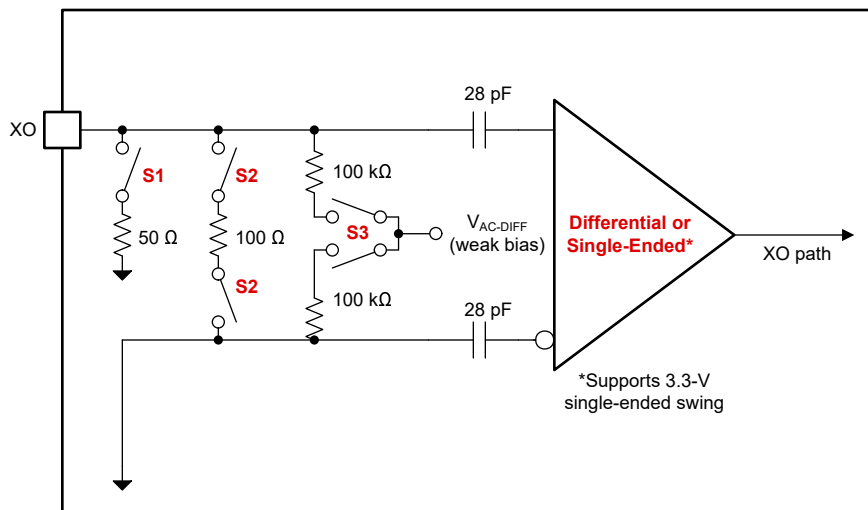 28 pF
XO
S1
S2
100 kΩ
50 Ω
100 Ω
S3
V_AC-DIFF
(weak bias)
Differential or
Single-Ended*
XO path
S2
100 kΩ
28 pF
*Supports 3.3-V
single-ended swing